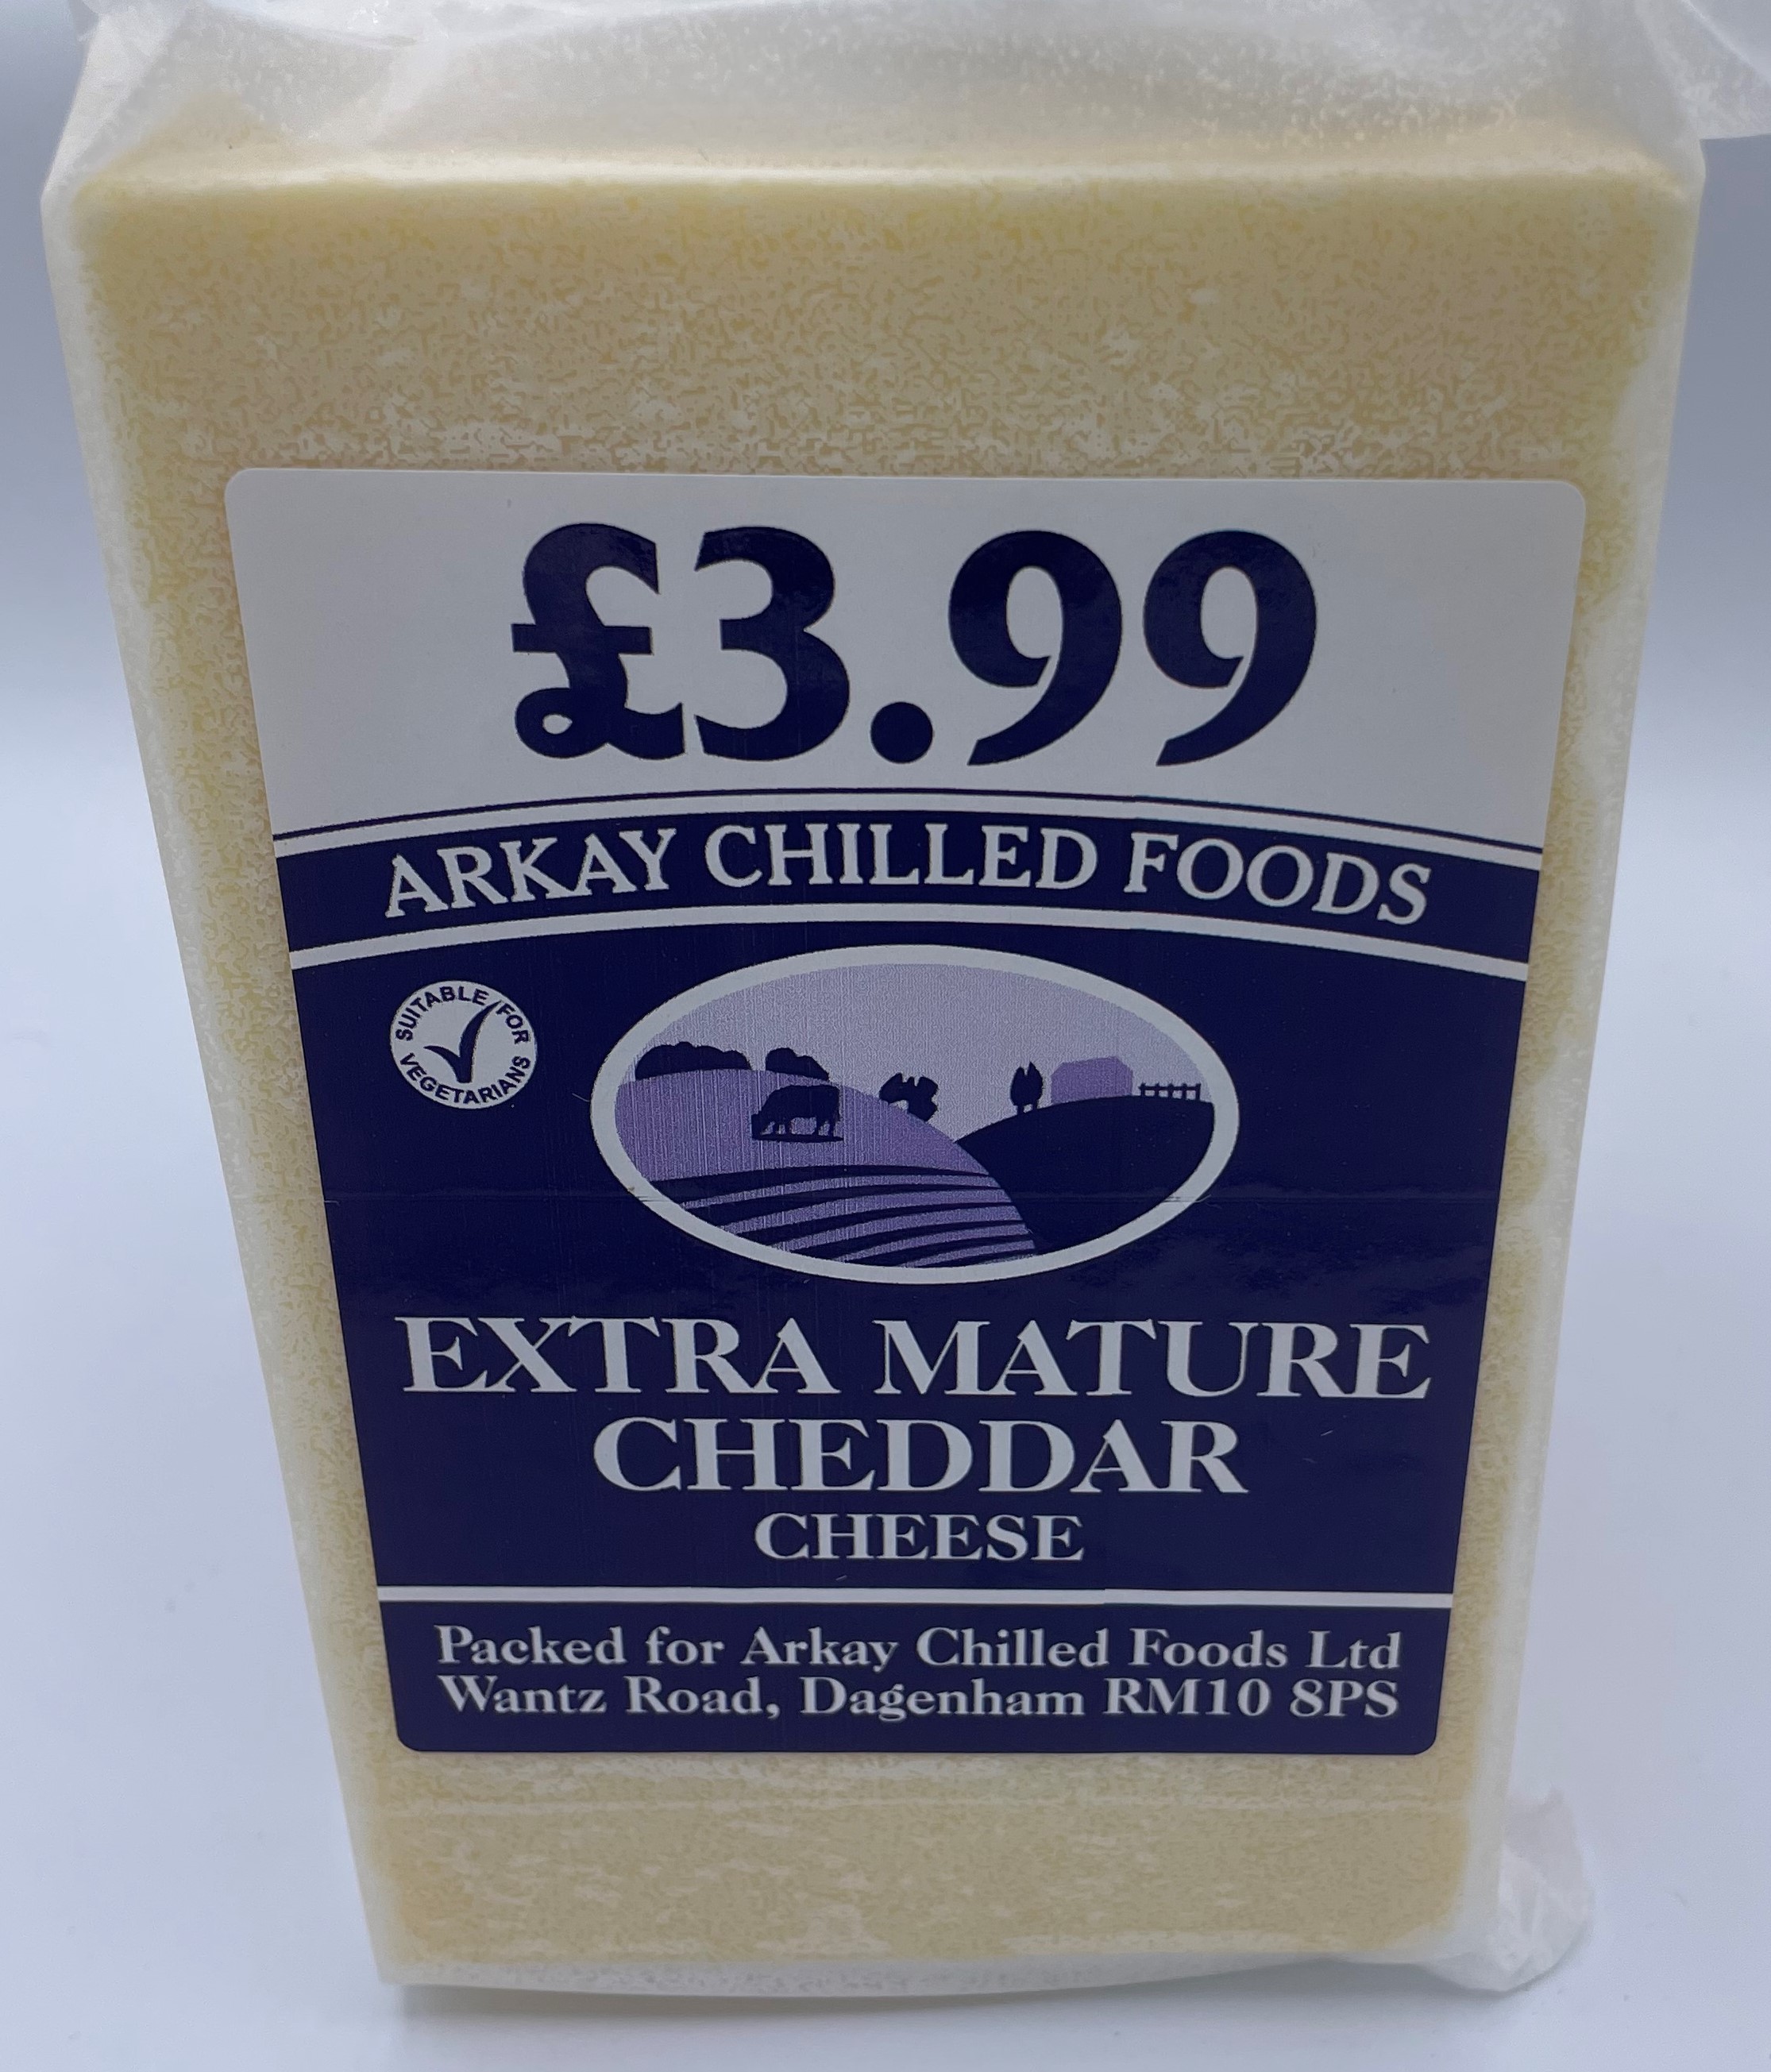 £3.99
ARKAY CHILLED FOODS
SUITABLE FOR
VEGETARIANS
EXTRA MATURE
CHEDDAR
CHEESE
Packed for Arkay Chilled Foods Ltd
Wantz Road, Dagenham RM10 8PS